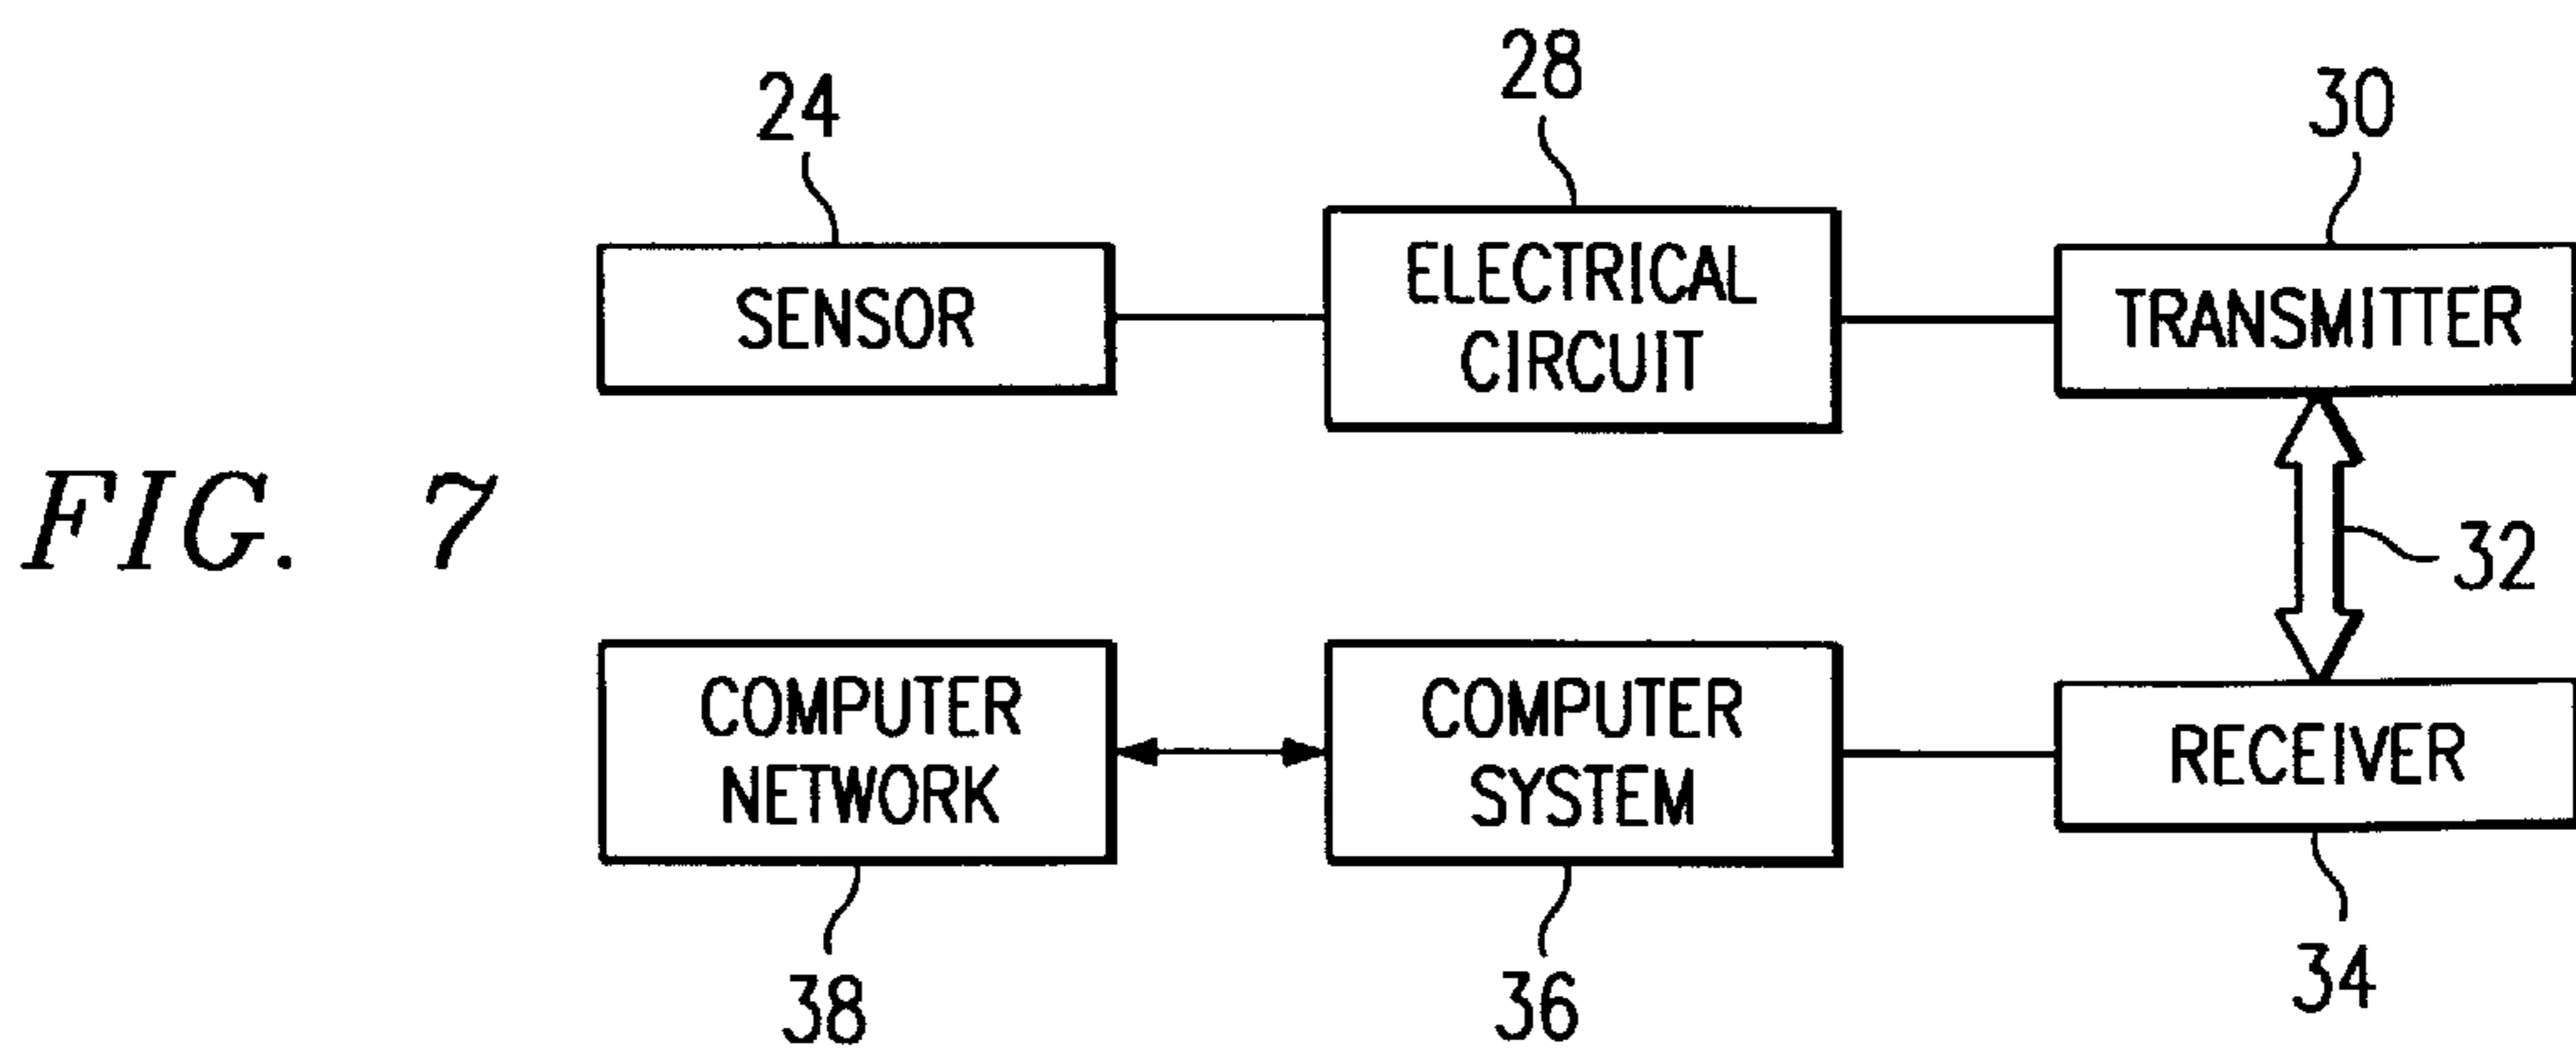 24
28
30
SENSOR
ELECTRICAL
CIRCUIT
TRANSMITTER
FIG. 7
32
COMPUTER
NETWORK
COMPUTER
SYSTEM
RECEIVER
38
36
34